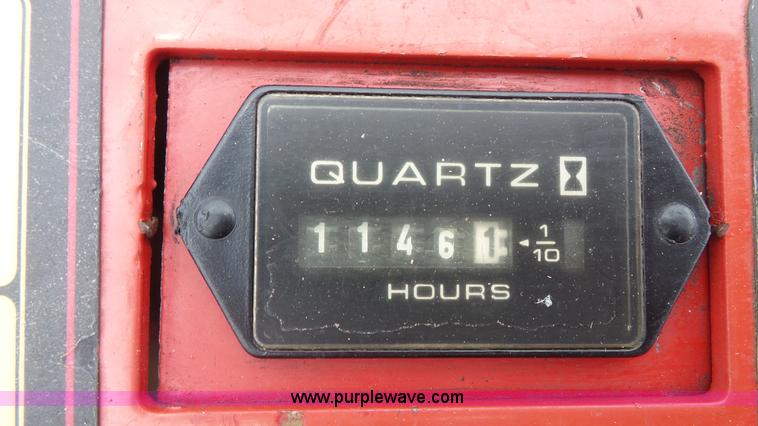 QUARTZ
1 1 4 6 1 ◄ 1/10
HOURS
www.purplewave.com